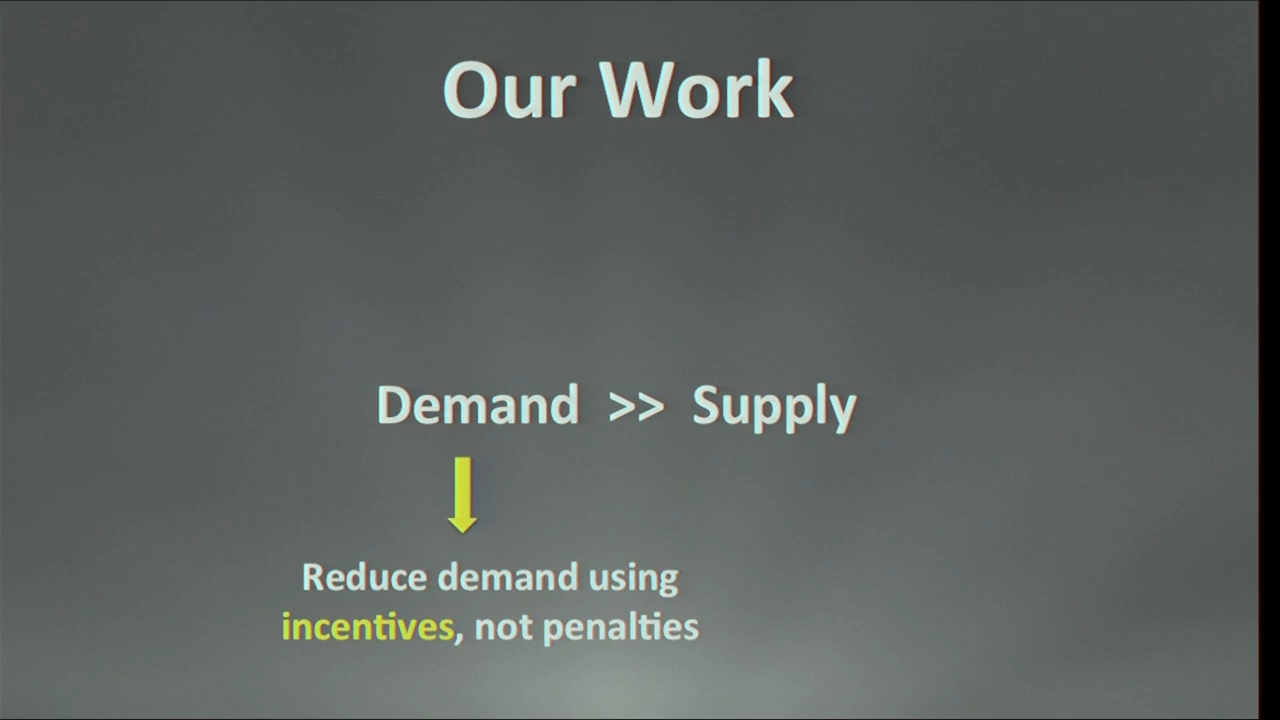 Our Work
Demand >> Supply
Reduce demand using
incentives, not penalties